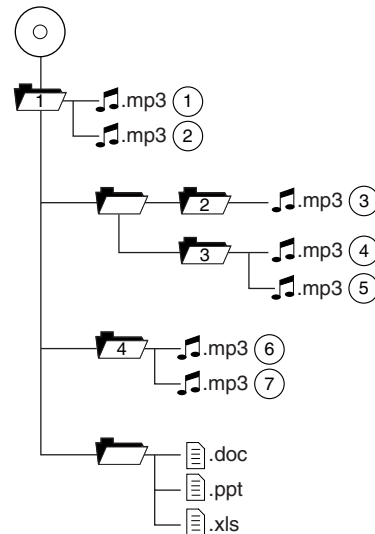 1 .mp3 1
.mp3 2
2 .mp3 3
3 .mp3 4
.mp3 5
4 .mp3 6
.mp3 7
.doc
.ppt
.xls